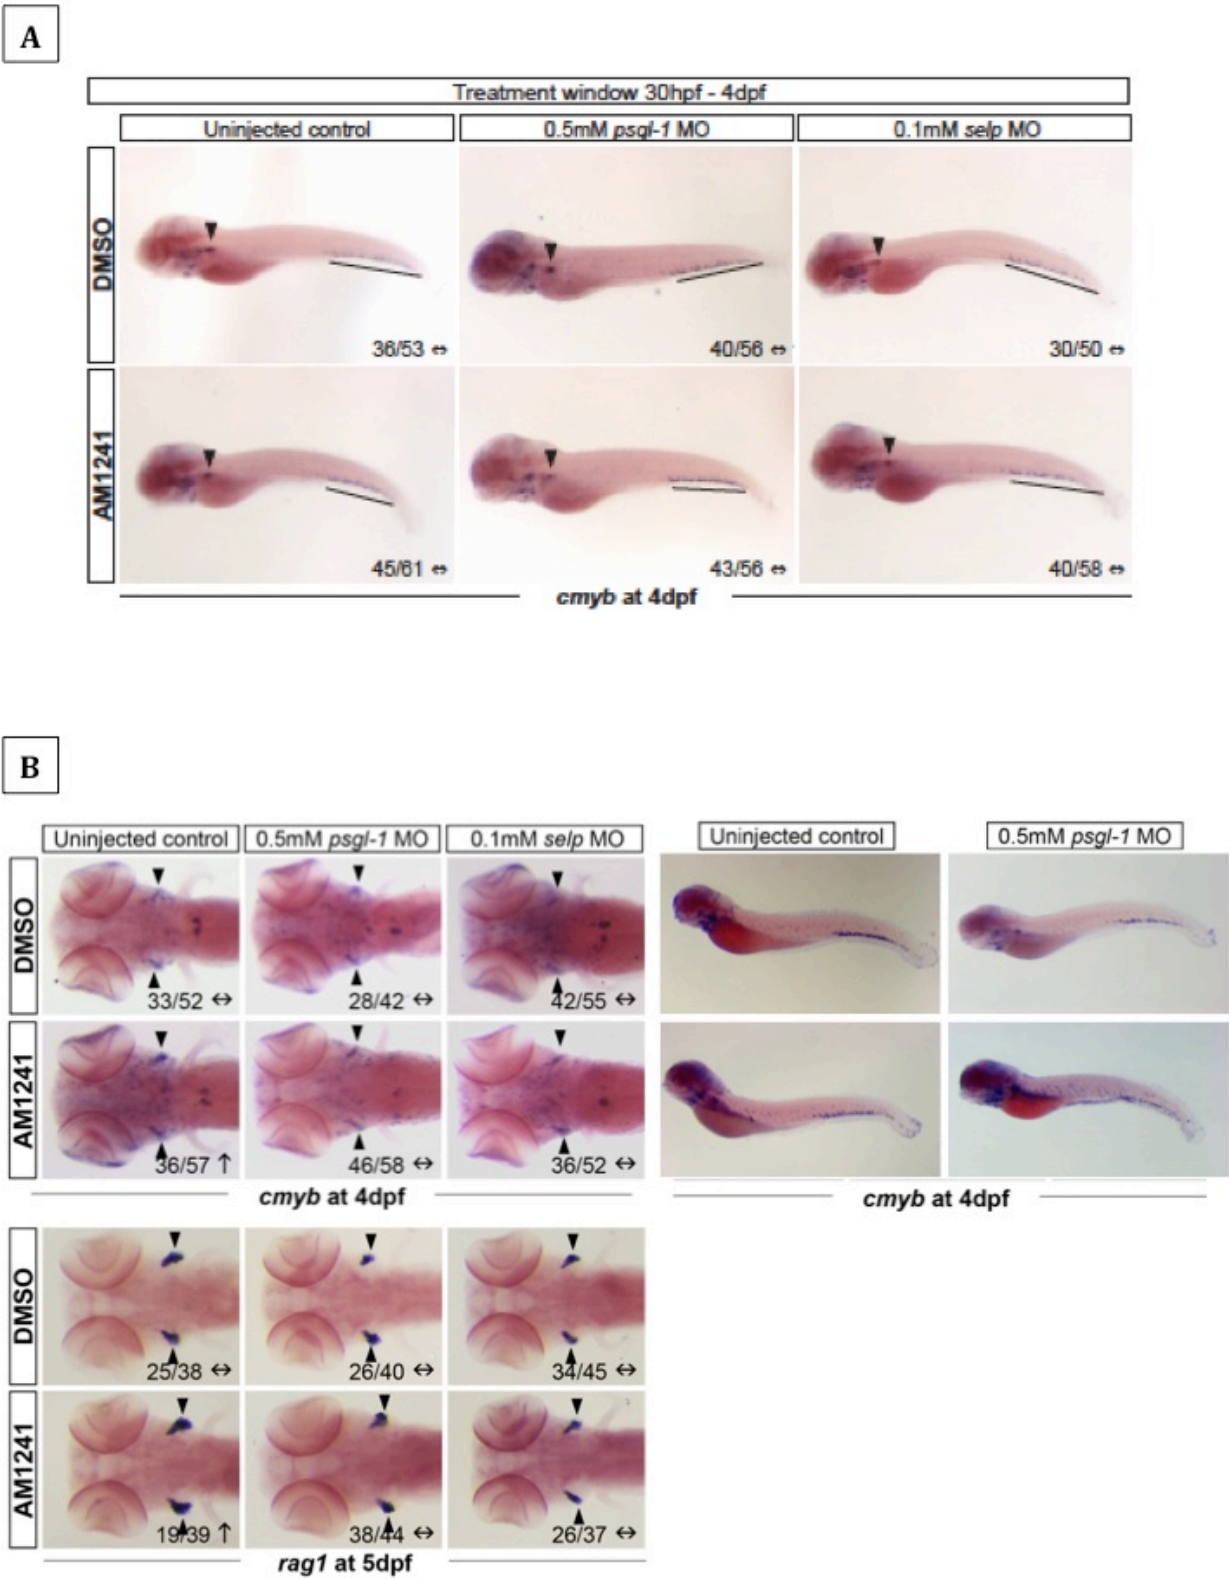 A
Treatment window 30hpf - 4dpf
Uninjected control 0.5mM psgl-1 MO 0.1mM selp MO
DMSO
36/53 ⇔ 40/56 ⇔ 30/50 ⇔
AM1241
45/61 ⇔ 43/56 ⇔ 40/58 ⇔
cmyb at 4dpf
B
Uninjected control 0.5mM psgl-1 MO 0.1mM selp MO Uninjected control 0.5mM psgl-1 MO
DMSO
33/52 ↔ 28/42 ↔ 42/55 ↔
AM1241
36/57 ↑ 46/58 ↔ 36/52 ↔
cmyb at 4dpf cmyb at 4dpf
DMSO
25/38 ↔ 26/40 ↔ 34/45 ↔
AM1241
19/39 ↑ 38/44 ↔ 26/37 ↔
rag1 at 5dpf